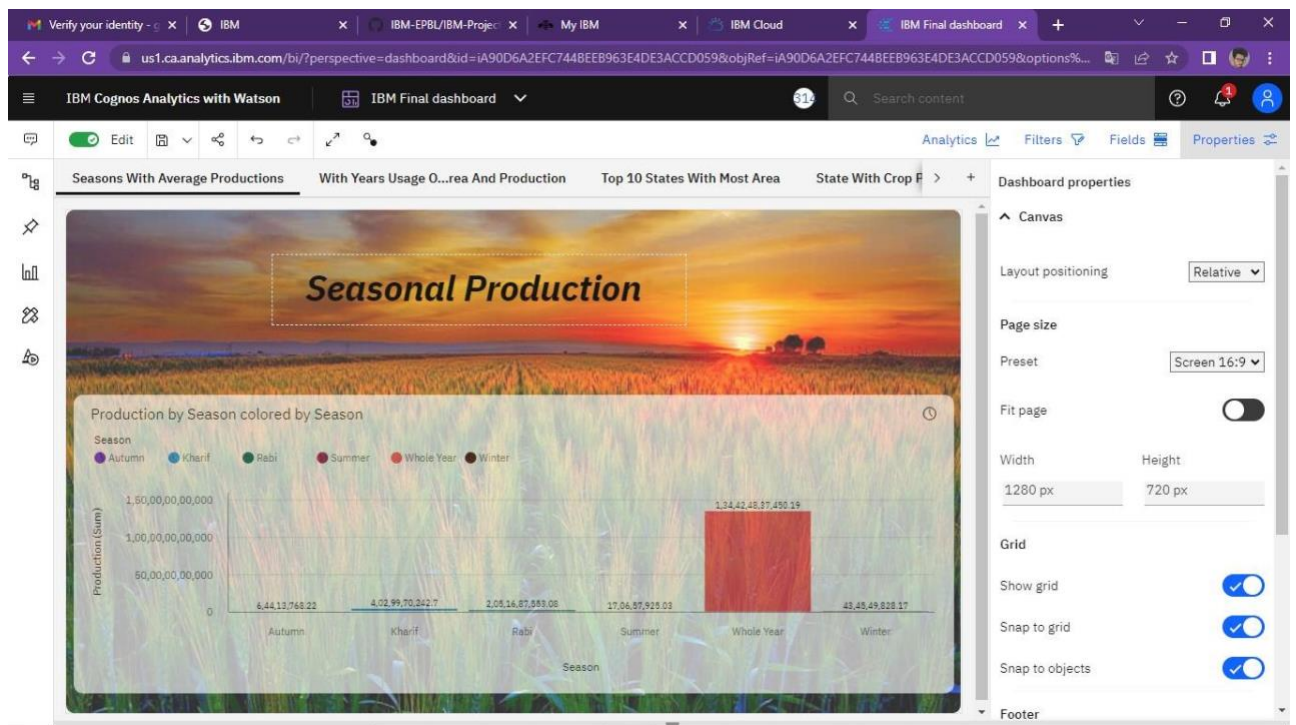 Verify your identity - g
IBM
IBM-EPBL/IBM-Projec
My IBM
IBM Cloud
IBM Final dashboard
us1.ca.analytics.ibm.com/bi/?perspective=dashboard&id=iA90D6A2EFC744BEEB963E4DE3ACCD059&objRef=iA90D6A2EFC744BEEB963E4DE3ACCD059&options%...
IBM Cognos Analytics with Watson
IBM Final dashboard
Search content
1
Edit
Analytics
Filters
Fields
Properties
Seasons With Average Productions
With Years Usage O...rea And Production
Top 10 States With Most Area
State With Crop P
Dashboard properties
Canvas
Layout positioning
Relative
Page size
Preset
Screen 16:9
Fit page
Width
Height
1280 px
720 px
Grid
Show grid
Snap to grid
Snap to objects
Footer
Seasonal Production
Production by Season colored by Season
Season
Autumn
Kharif
Rabi
Summer
Whole Year
Winter
Production (Sum)
1,50,00,00,00,000
1,00,00,00,00,000
50,00,00,00,000
0
6,44,13,768.22
4,02,99,70,242.7
2,05,16,87,553.08
17,06,57,925.03
1,34,42,48,37,450.19
43,45,49,828.17
Autumn
Kharif
Rabi
Summer
Whole Year
Winter
Season